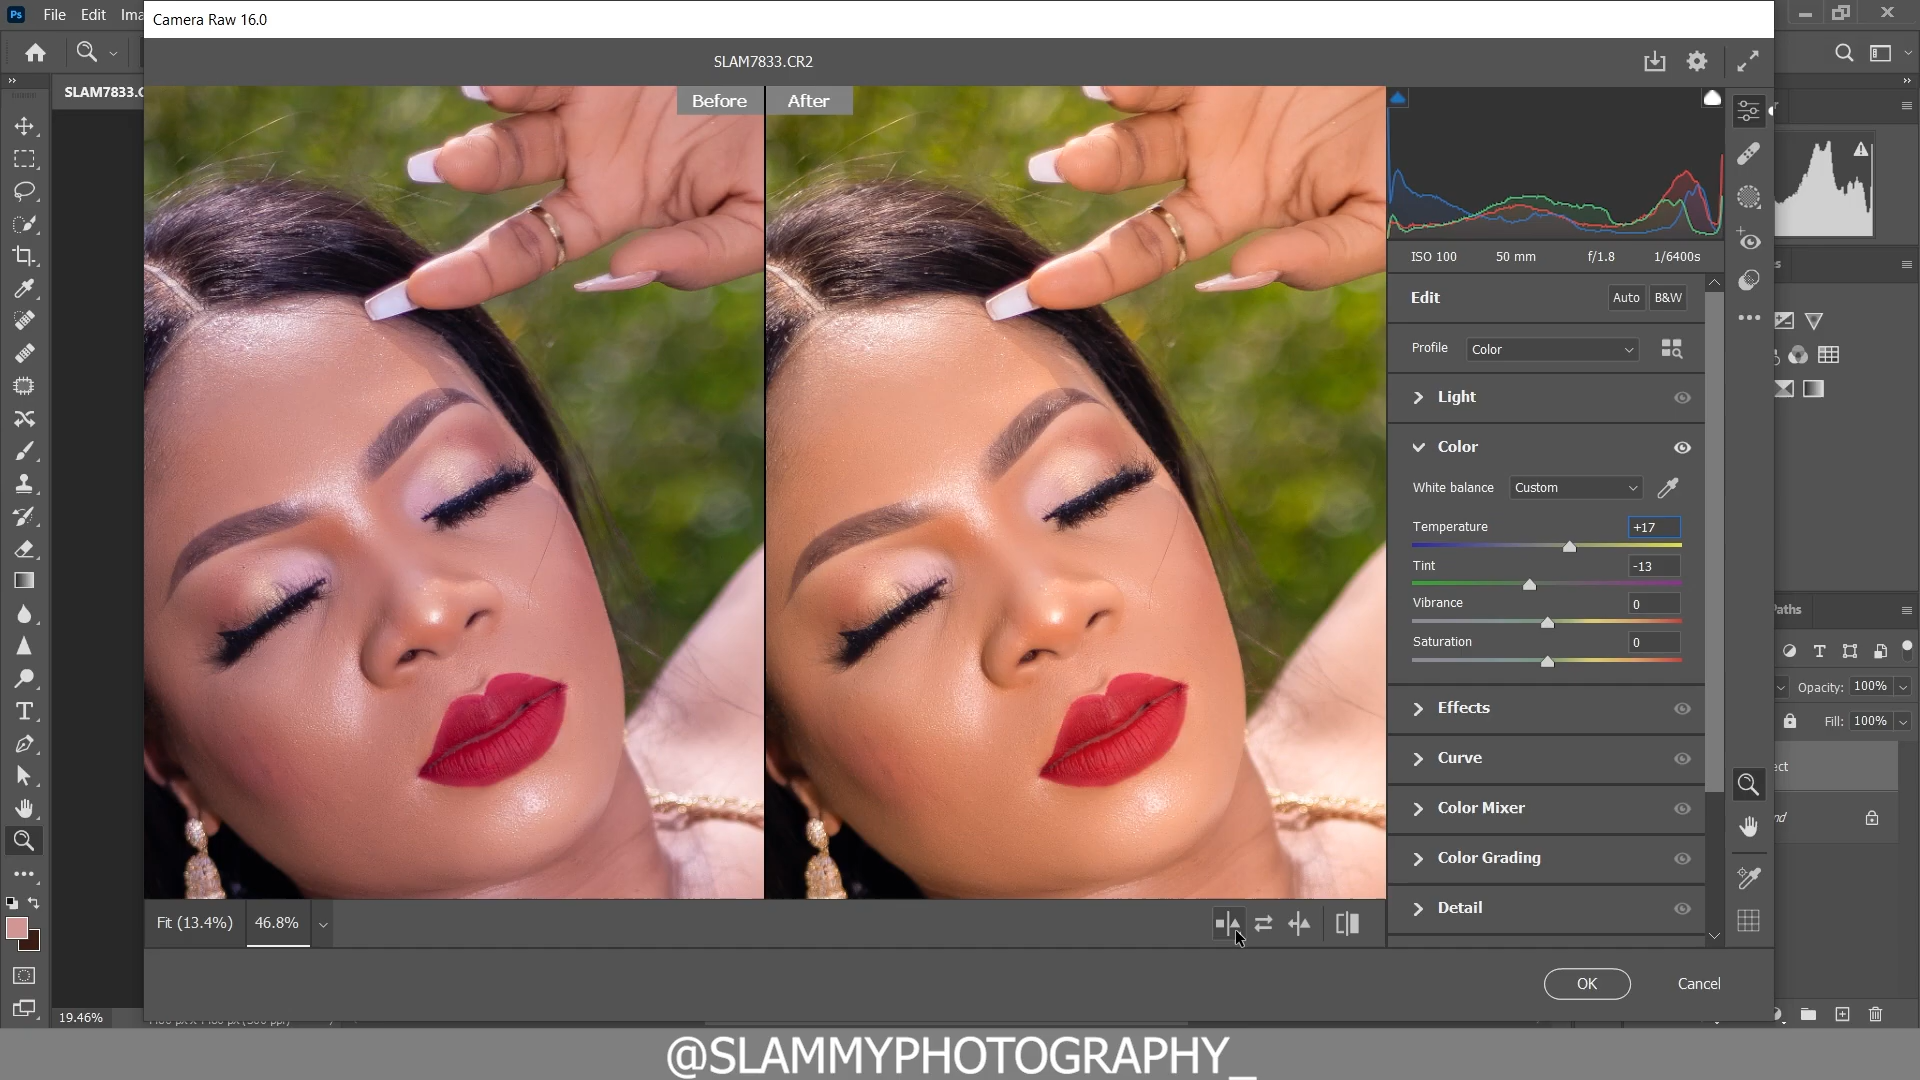 Ps File Edit Ima
Camera Raw 16.0
SLAM7833.CR2
SLAM7833.C
Before After
ISO 100 50 mm f/1.8 1/6400s
Edit Auto B&W
Profile Color
Light
Color
White balance Custom
Temperature +17
Tint -13
Vibrance 0
Saturation 0
Effects
Curve
Color Mixer
Color Grading
Detail
Paths
Opacity: 100%
Fill: 100%
ect
nd
Fit (13.4%) 46.8%
OK Cancel
19.46%
@SLAMMYPHOTOGRAPHY_